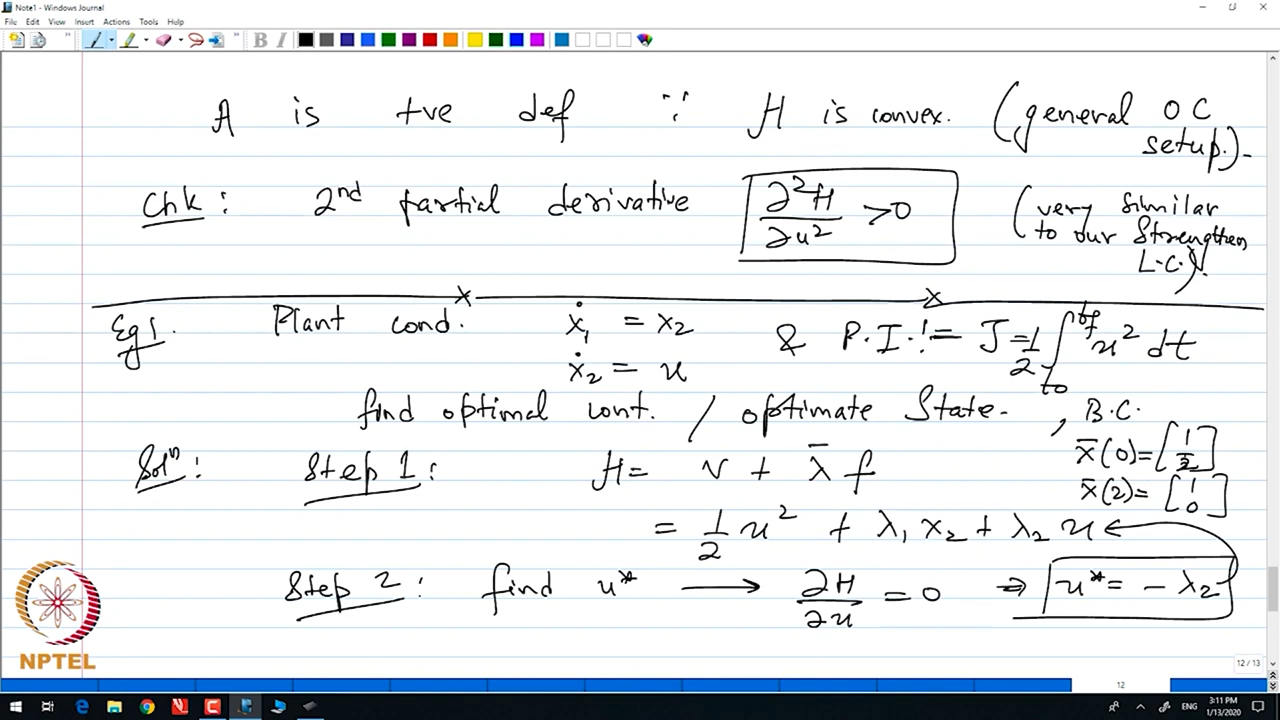 Note1 - Windows Journal
File Edit View Insert Actions Tools Help
A is +ve def ∵ H is convex. (general OC
setup.)
Chk: 2nd partial derivative ∂²H/∂u² > 0 (very similar
to our Strengthen
L.C.)
Eg1. Plant cond. ẋ₁ = x₂ & P.I.:= J = 1/2 ∫_{t0}^{tf} u² dt
ẋ₂ = u
find optimal cont. / optimate State. , B.C.
x̄(0) = [1 2]
Solⁿ: Step 1: H = V + λ̄ f
x̄(2) = [1 0]
= 1/2 u² + λ₁ x₂ + λ₂ u
Step 2: find u* → ∂H/∂u = 0 ⇒ u* = - λ₂
NPTEL
12 / 13
12
ENG
3:11 PM
1/13/2020